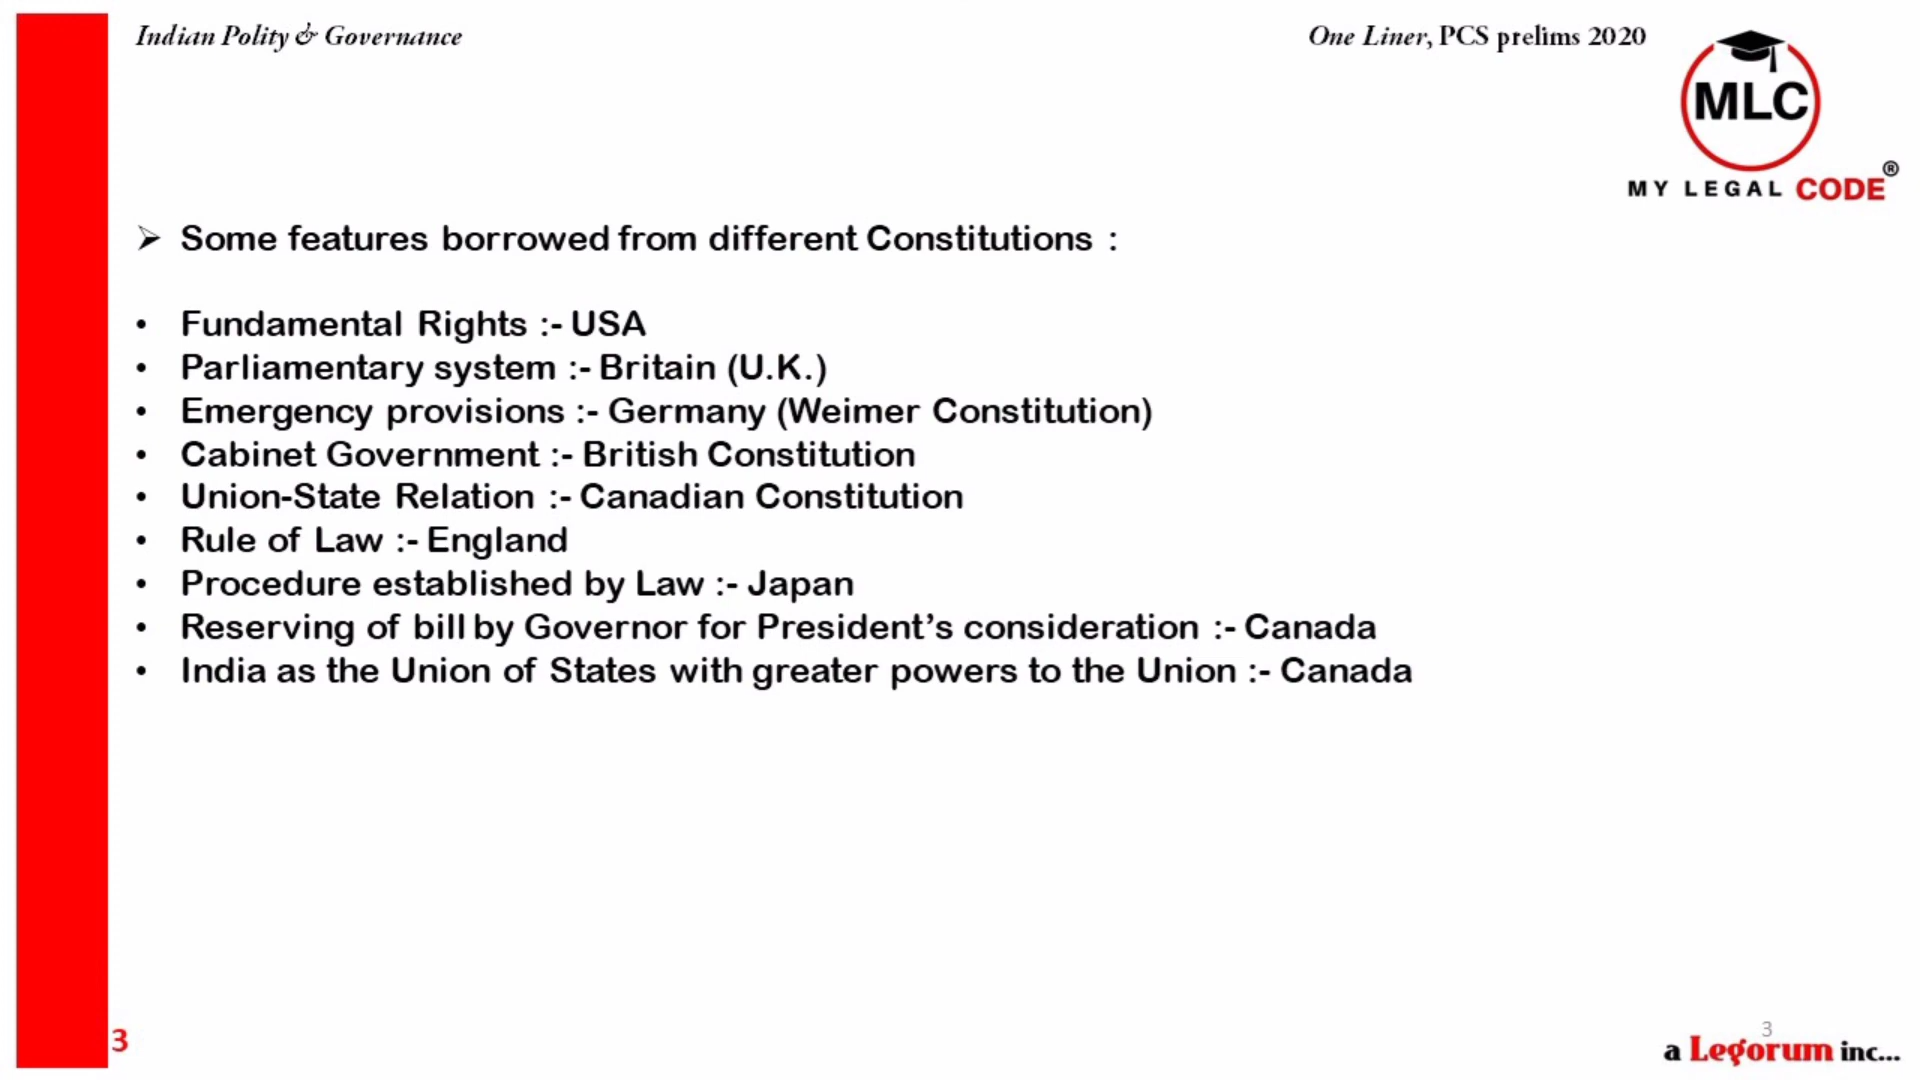 Indian Polity & Governance
One Liner, PCS prelims 2020
MLC
MY LEGAL CODE®
➢ Some features borrowed from different Constitutions :
• Fundamental Rights :- USA
• Parliamentary system :- Britain (U.K.)
• Emergency provisions :- Germany (Weimer Constitution)
• Cabinet Government :- British Constitution
• Union-State Relation :- Canadian Constitution
• Rule of Law :- England
• Procedure established by Law :- Japan
• Reserving of bill by Governor for President’s consideration :- Canada
• India as the Union of States with greater powers to the Union :- Canada
3
3
a Legorum inc...